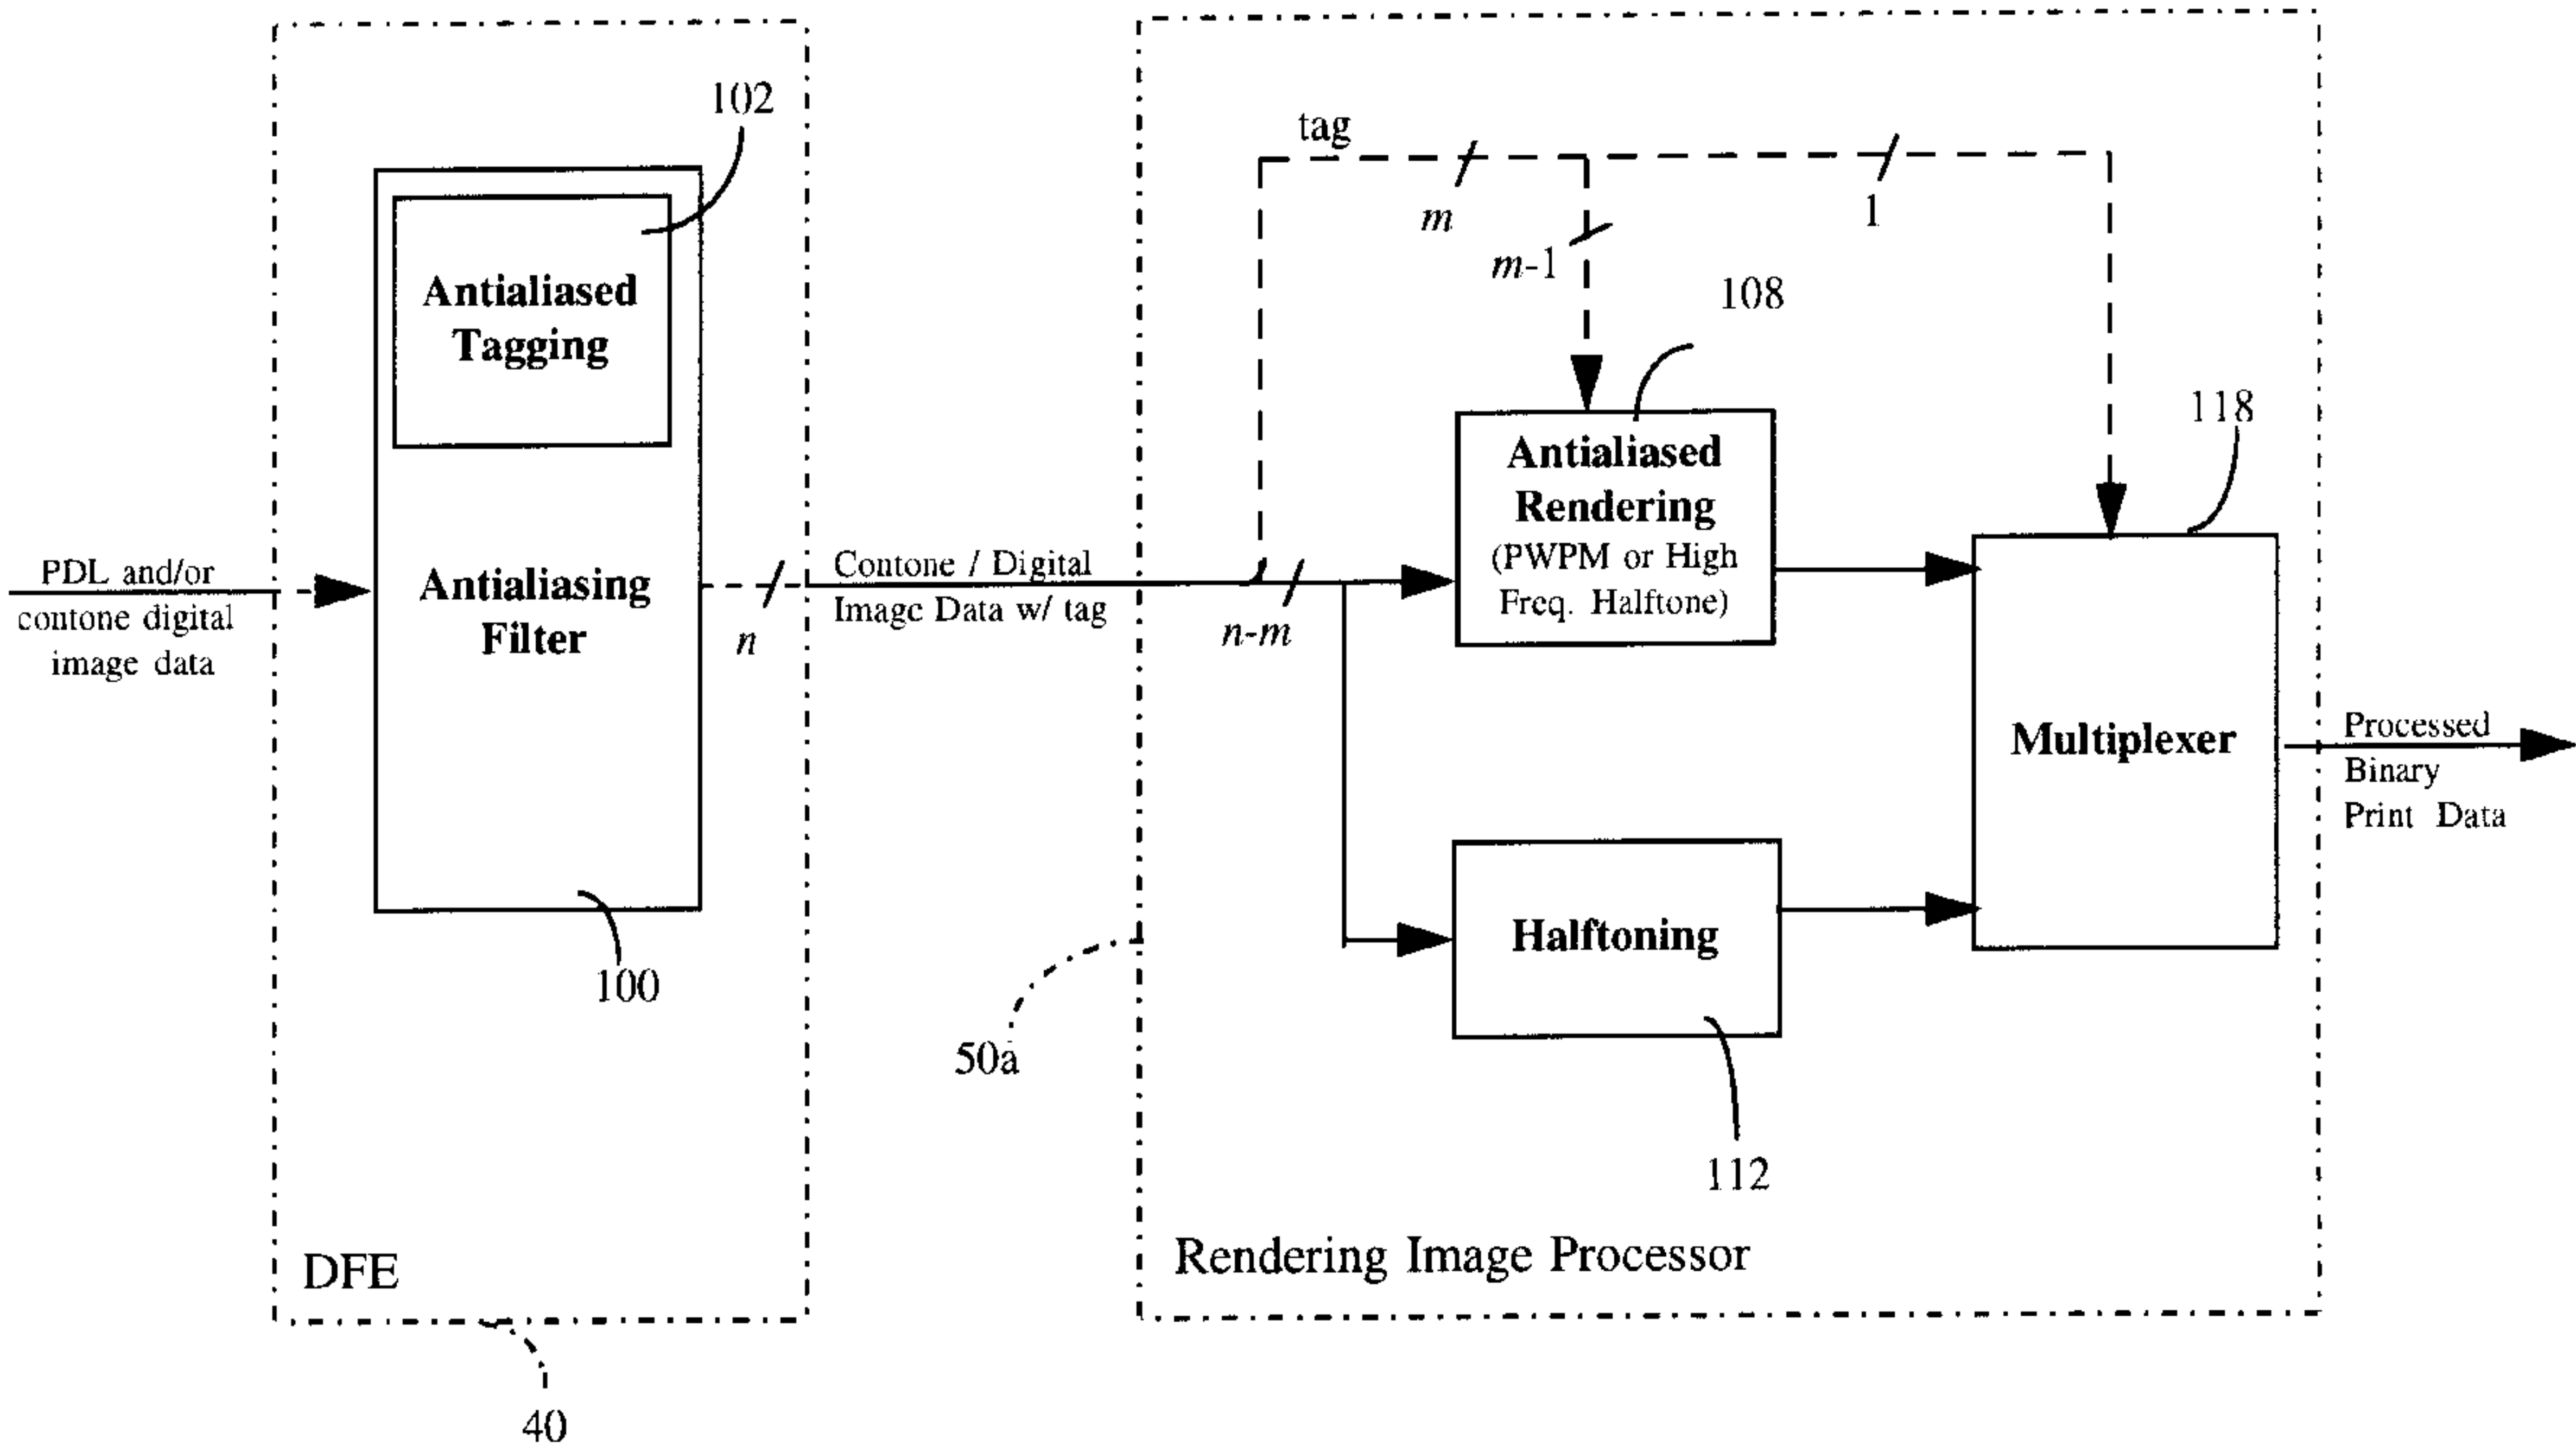 102
Antialiased
Tagging
PDL and/or
contone digital
image data
Antialiasing
Filter
n
100
DFE
40
Contone / Digital
Image Data w/ tag
50a
tag
m
m-1
1
108
n-m
Antialiased
Rendering
(PWPM or High
Freq. Halftone)
118
Multiplexer
Halftoning
112
Rendering Image Processor
Processed
Binary
Print Data